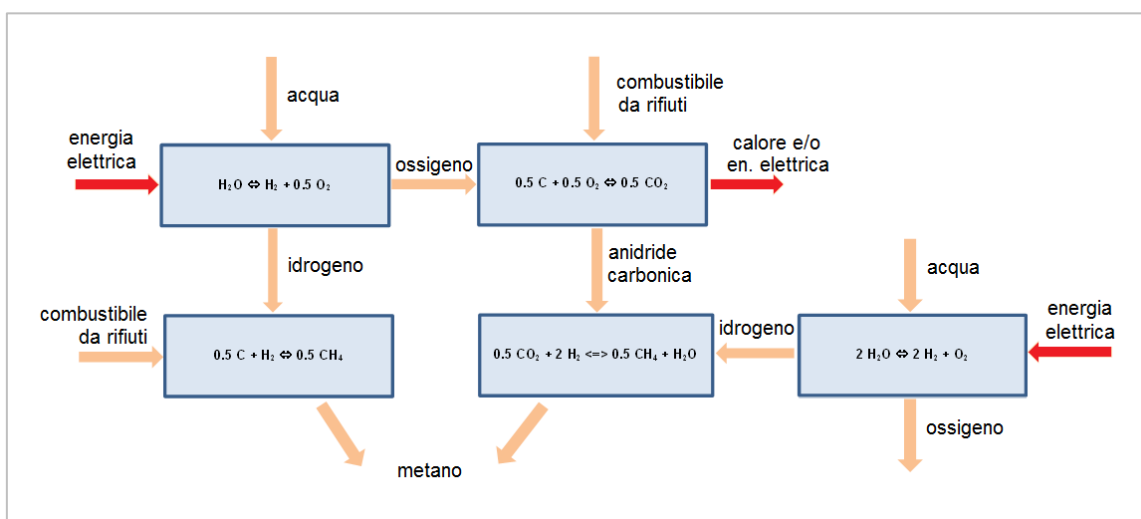 acqua
combustibile
da rifiuti
energia
elettrica
H₂O ⇔ H₂ + 0.5 O₂
ossigeno
0.5 C + 0.5 O₂ ⇔ 0.5 CO₂
calore e/o
en. elettrica
idrogeno
anidride
carbonica
acqua
combustibile
da rifiuti
0.5 C + H₂ ⇔ 0.5 CH₄
0.5 CO₂ + 2 H₂ <=> 0.5 CH₄ + H₂O
idrogeno
2 H₂O ⇔ 2 H₂ + O₂
energia
elettrica
metano
ossigeno